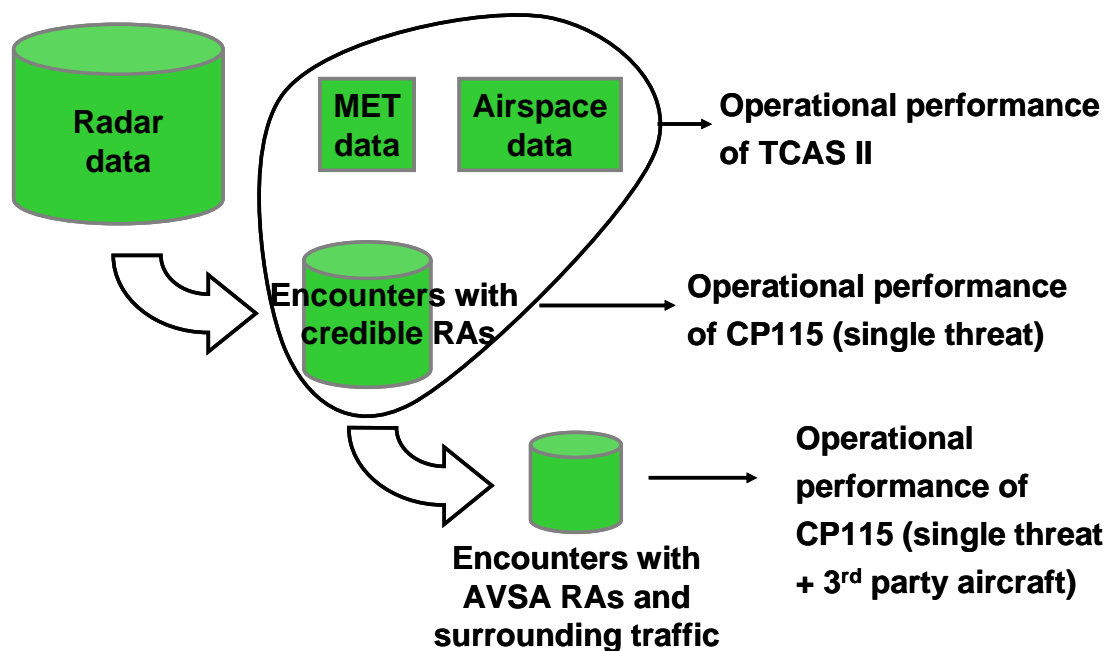 Radar
data
MET
data
Airspace
data
Operational performance
of TCAS II
Encounters with
credible RAs
Operational performance
of CP115 (single threat)
Encounters with
AVSA RAs and
surrounding traffic
Operational
performance of
CP115 (single threat
+ 3rd party aircraft)